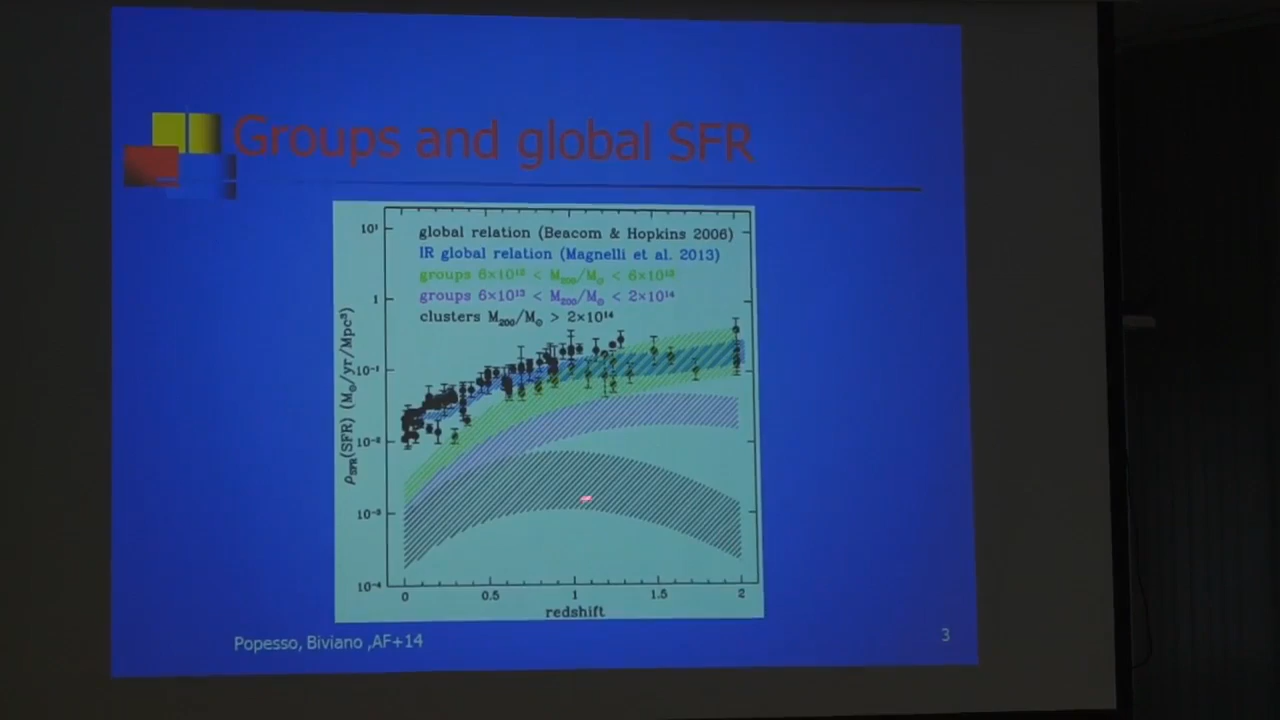 Groups and global SFR
global relation (Beacom & Hopkins 2006)
IR global relation (Magnelli et al. 2013)
groups 6×10¹² < M₂₀₀/M☉ < 6×10¹³
groups 6×10¹³ < M₂₀₀/M☉ < 2×10¹⁴
clusters M₂₀₀/M☉ > 2×10¹⁴
10¹
1
10⁻¹
10⁻²
10⁻³
10⁻⁴
ρSFR(SFR) (M☉/yr/Mpc³)
0 0.5 1 1.5 2
redshift
Popesso, Biviano ,AF+14
3